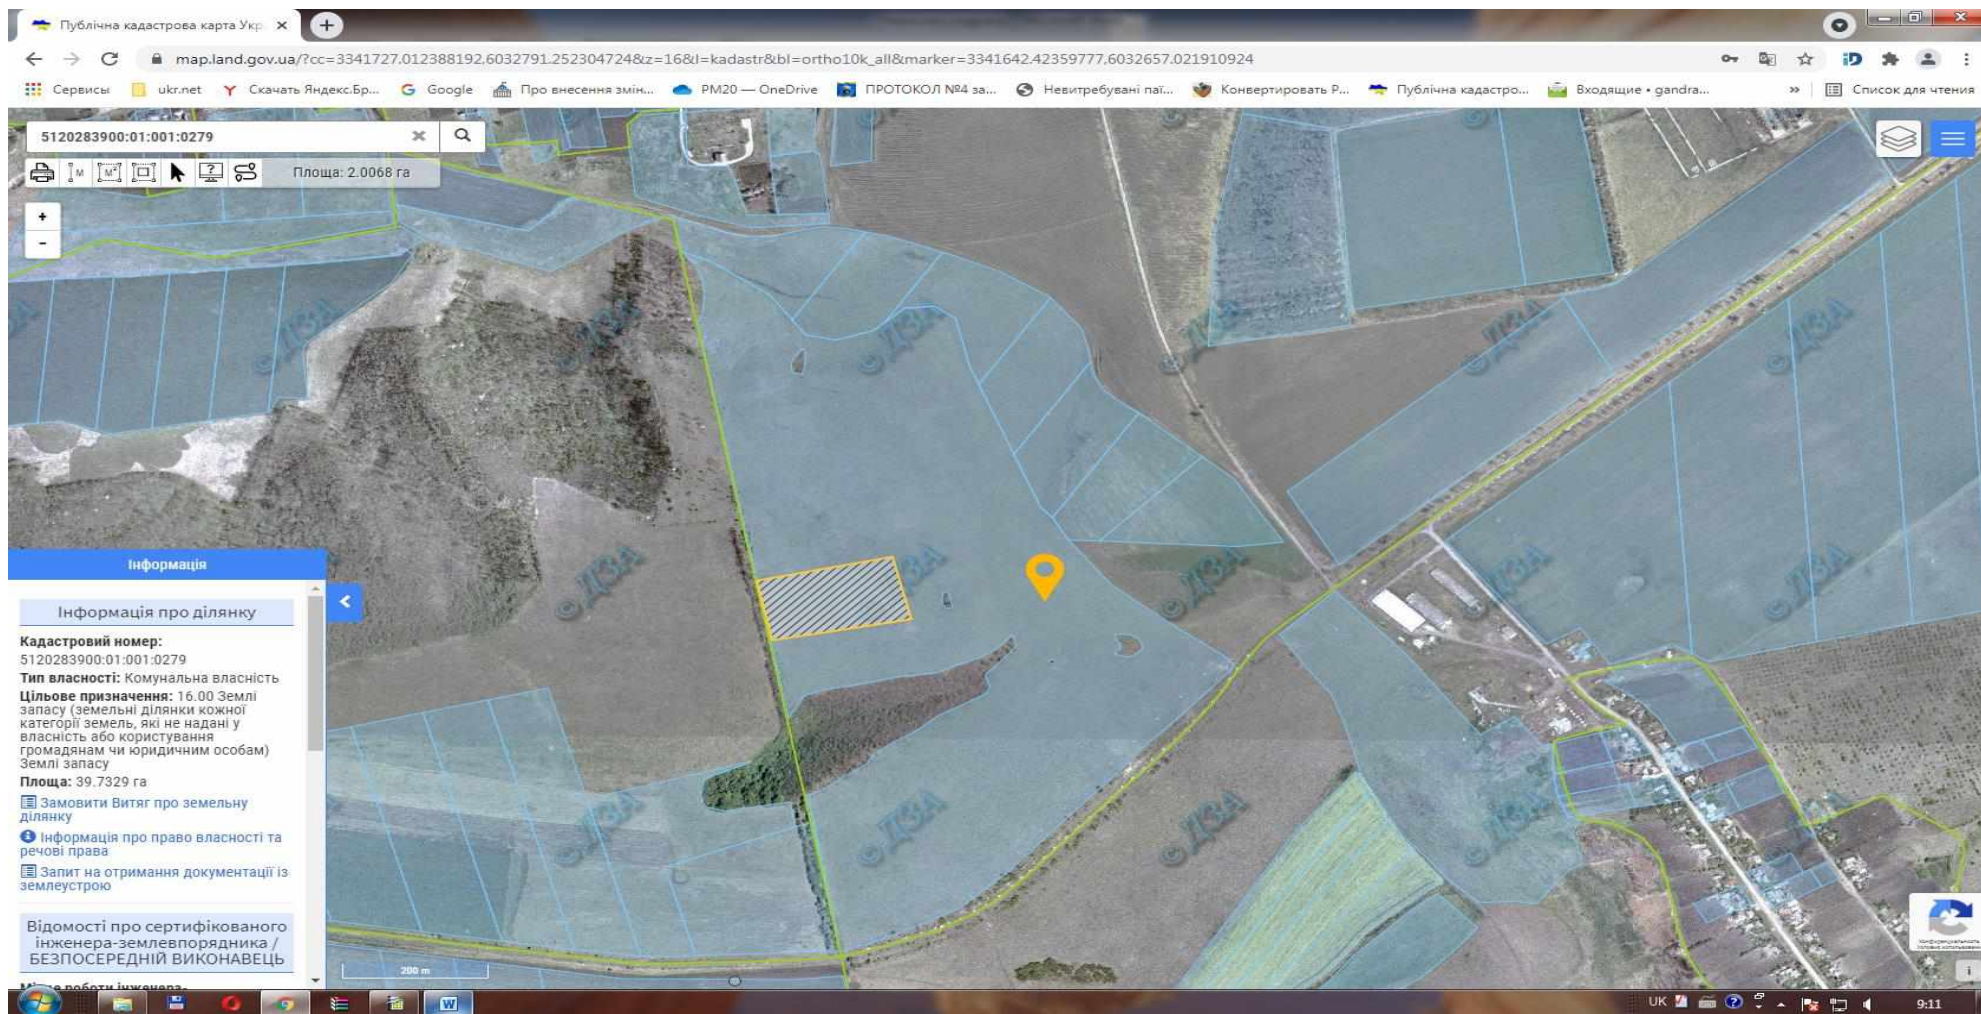 Публічна кадастрова карта Укр
map.land.gov.ua/?cc=3341727.012388192.6032791.252304724&z=16&l=kadastr&bl=ortho10k_all&marker=3341642.42359777,6032657.021910924
Сервисы ukr.net Скачать Яндекс.Бр... Google Про внесення змін... PM20 — OneDrive ПРОТОКОЛ №4 за... Невитребувані паї... Конвертировать P... Публічна кадастро... Входящие • gandra... » Список для чтения
5120283900:01:001:0279
Площа: 2.0068 га
+
-
© ДЗА
Інформація
Інформація про ділянку
Кадастровий номер:
5120283900:01:001:0279
Тип власності: Комунальна власність
Цільове призначення: 16.00 Землі
запасу (земельні ділянки кожної
категорії земель, які не надані у
власність або користування
громадянам чи юридичним особам)
Землі запасу
Площа: 39.7329 га
Замовити Витяг про земельну
ділянку
Інформація про право власності та
речові права
Запит на отримання документації із
землеустрою
Відомості про сертифікованого
інженера-землевпорядника /
БЕЗПОСЕРЕДНІЙ ВИКОНАВЕЦЬ
200 m
UK 9:11